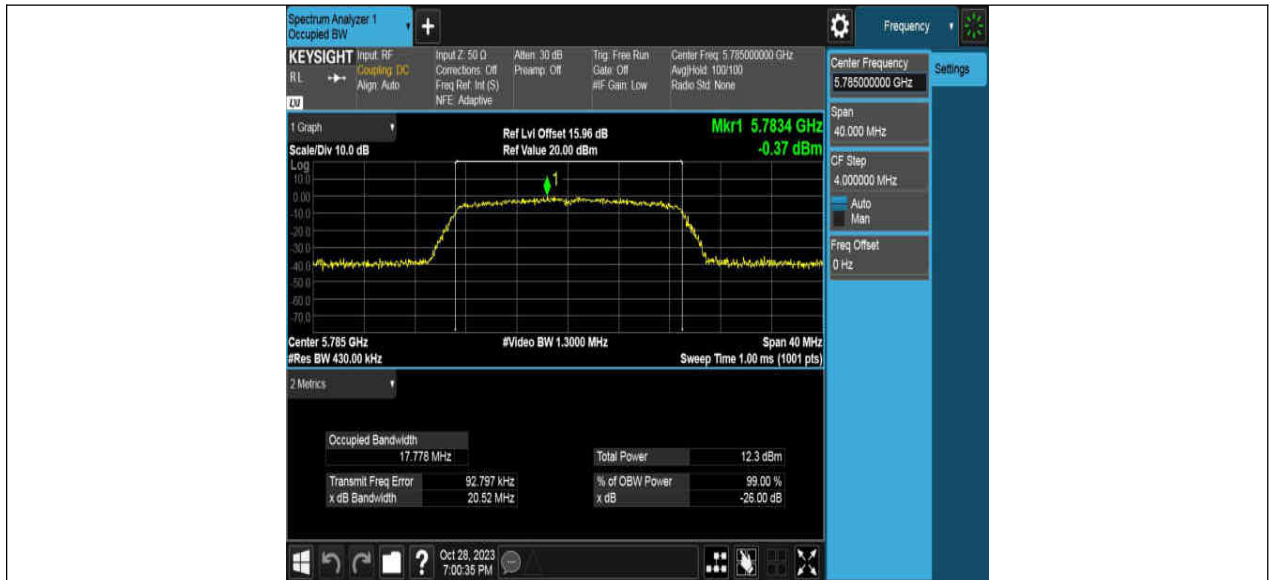 Spectrum Analyzer 1
Occupied BW
+
Frequency
KEYSIGHT
RL
LXI
Input: RF
Coupling: DC
Align: Auto
Input Z: 50 Ω
Corrections: Off
Freq Ref: Int (S)
NFE: Adaptive
Atten: 30 dB
Preamp: Off
Trig: Free Run
Gate: Off
#IF Gain: Low
Center Freq: 5.785000000 GHz
Avg|Hold: 100/100
Radio Std: None
Center Frequency
5.785000000 GHz
Settings
Span
40.000 MHz
CF Step
4.000000 MHz
Auto
Man
Freq Offset
0 Hz
1 Graph
Scale/Div 10.0 dB
Ref Lvl Offset 15.96 dB
Ref Value 20.00 dBm
Mkr1 5.7834 GHz
-0.37 dBm
Log
10.0
0.00
-10.0
-20.0
-30.0
-40.0
-50.0
-60.0
-70.0
1
Center 5.785 GHz
#Res BW 430.00 kHz
#Video BW 1.3000 MHz
Span 40 MHz
Sweep Time 1.00 ms (1001 pts)
2 Metrics
Occupied Bandwidth
17.778 MHz
Transmit Freq Error 92.797 kHz
x dB Bandwidth 20.52 MHz
Total Power 12.3 dBm
% of OBW Power 99.00 %
x dB -26.00 dB
?
Oct 28, 2023
7:00:35 PM